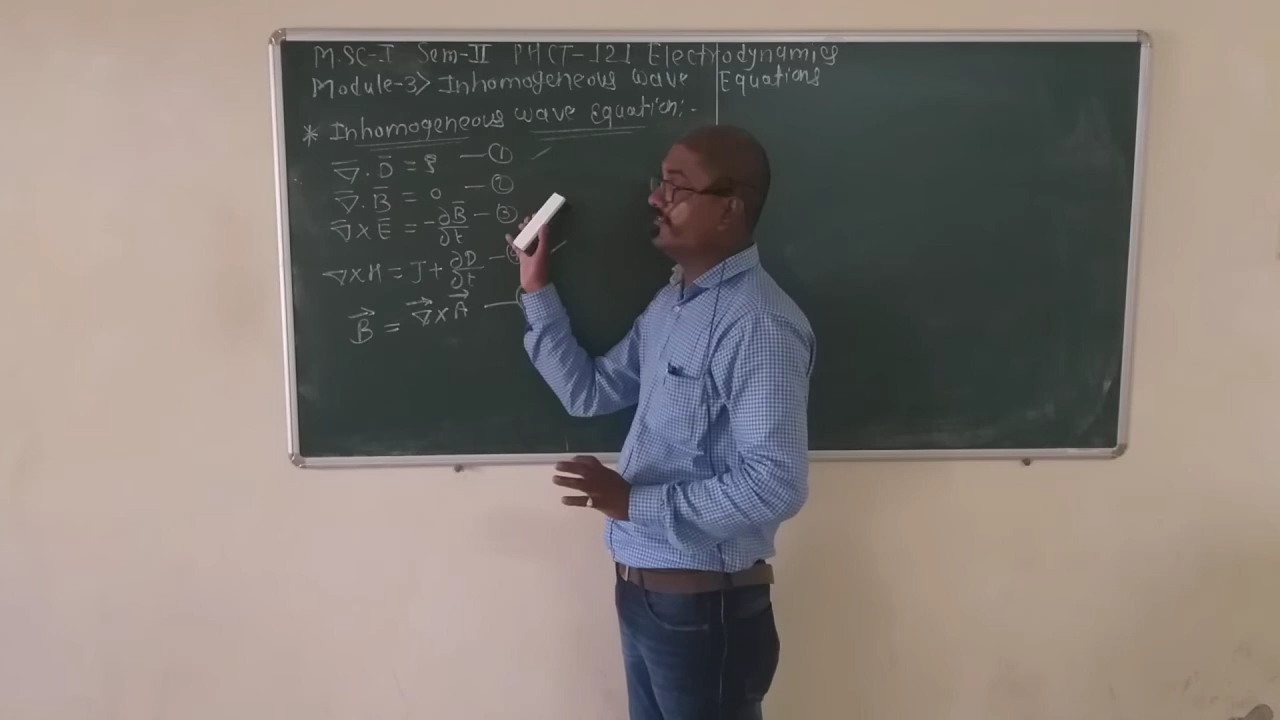 M.SC-I Sem-II PHCT-121 Electrodynamics
Module-3> Inhomogeneous wave Equations
* Inhomogeneous wave Equation:-
∇̅ . D̅ = ρ — ①
∇̅ . B̅ = 0 — ②
∇̅ × E̅ = - ∂B̅/∂t — ③
∇×H = J + ∂D/∂t —
B⃗ = ∇⃗ × A⃗ —